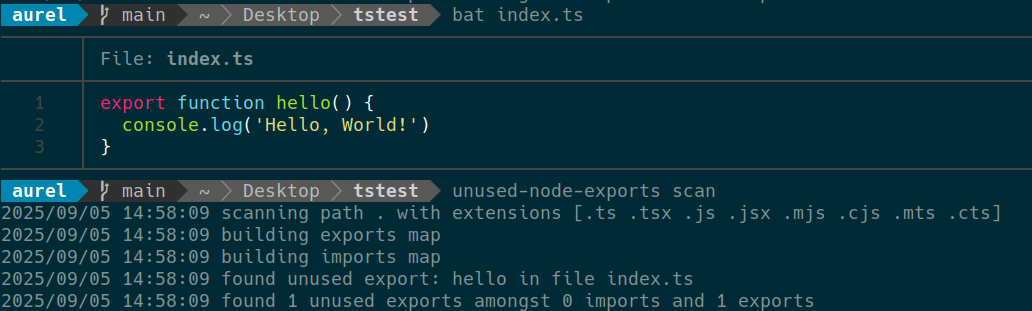 aurel main ~ Desktop tstest bat index.ts
File: index.ts
1 export function hello() {
2 console.log('Hello, World!')
3 }
aurel main ~ Desktop tstest unused-node-exports scan
2025/09/05 14:58:09 scanning path . with extensions [.ts .tsx .js .jsx .mjs .cjs .mts .cts]
2025/09/05 14:58:09 building exports map
2025/09/05 14:58:09 building imports map
2025/09/05 14:58:09 found unused export: hello in file index.ts
2025/09/05 14:58:09 found 1 unused exports amongst 0 imports and 1 exports